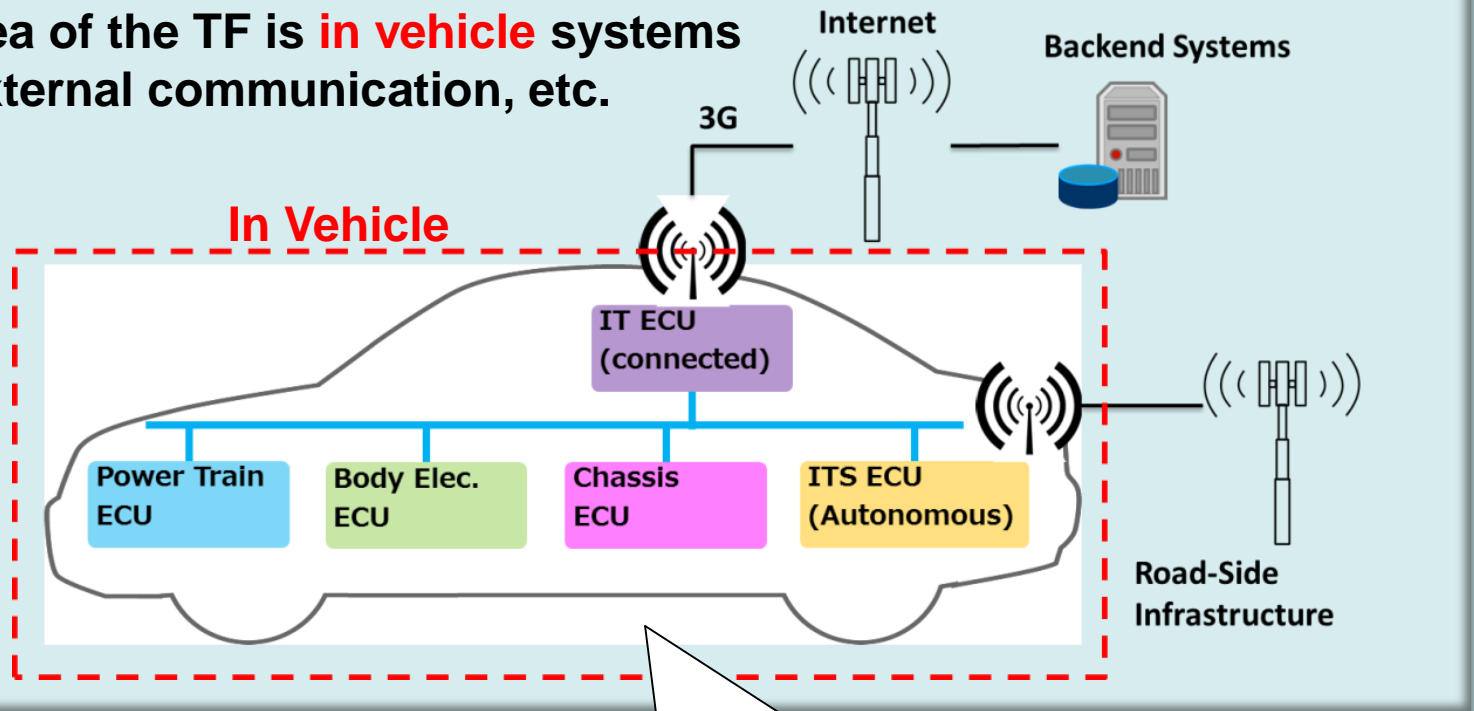 ea of the TF is in vehicle systems
xternal communication, etc.
Internet
Backend Systems
3G
In Vehicle
IT ECU
(connected)
Power Train
ECU
Body Elec.
ECU
Chassis
ECU
ITS ECU
(Autonomous)
Road-Side
Infrastructure